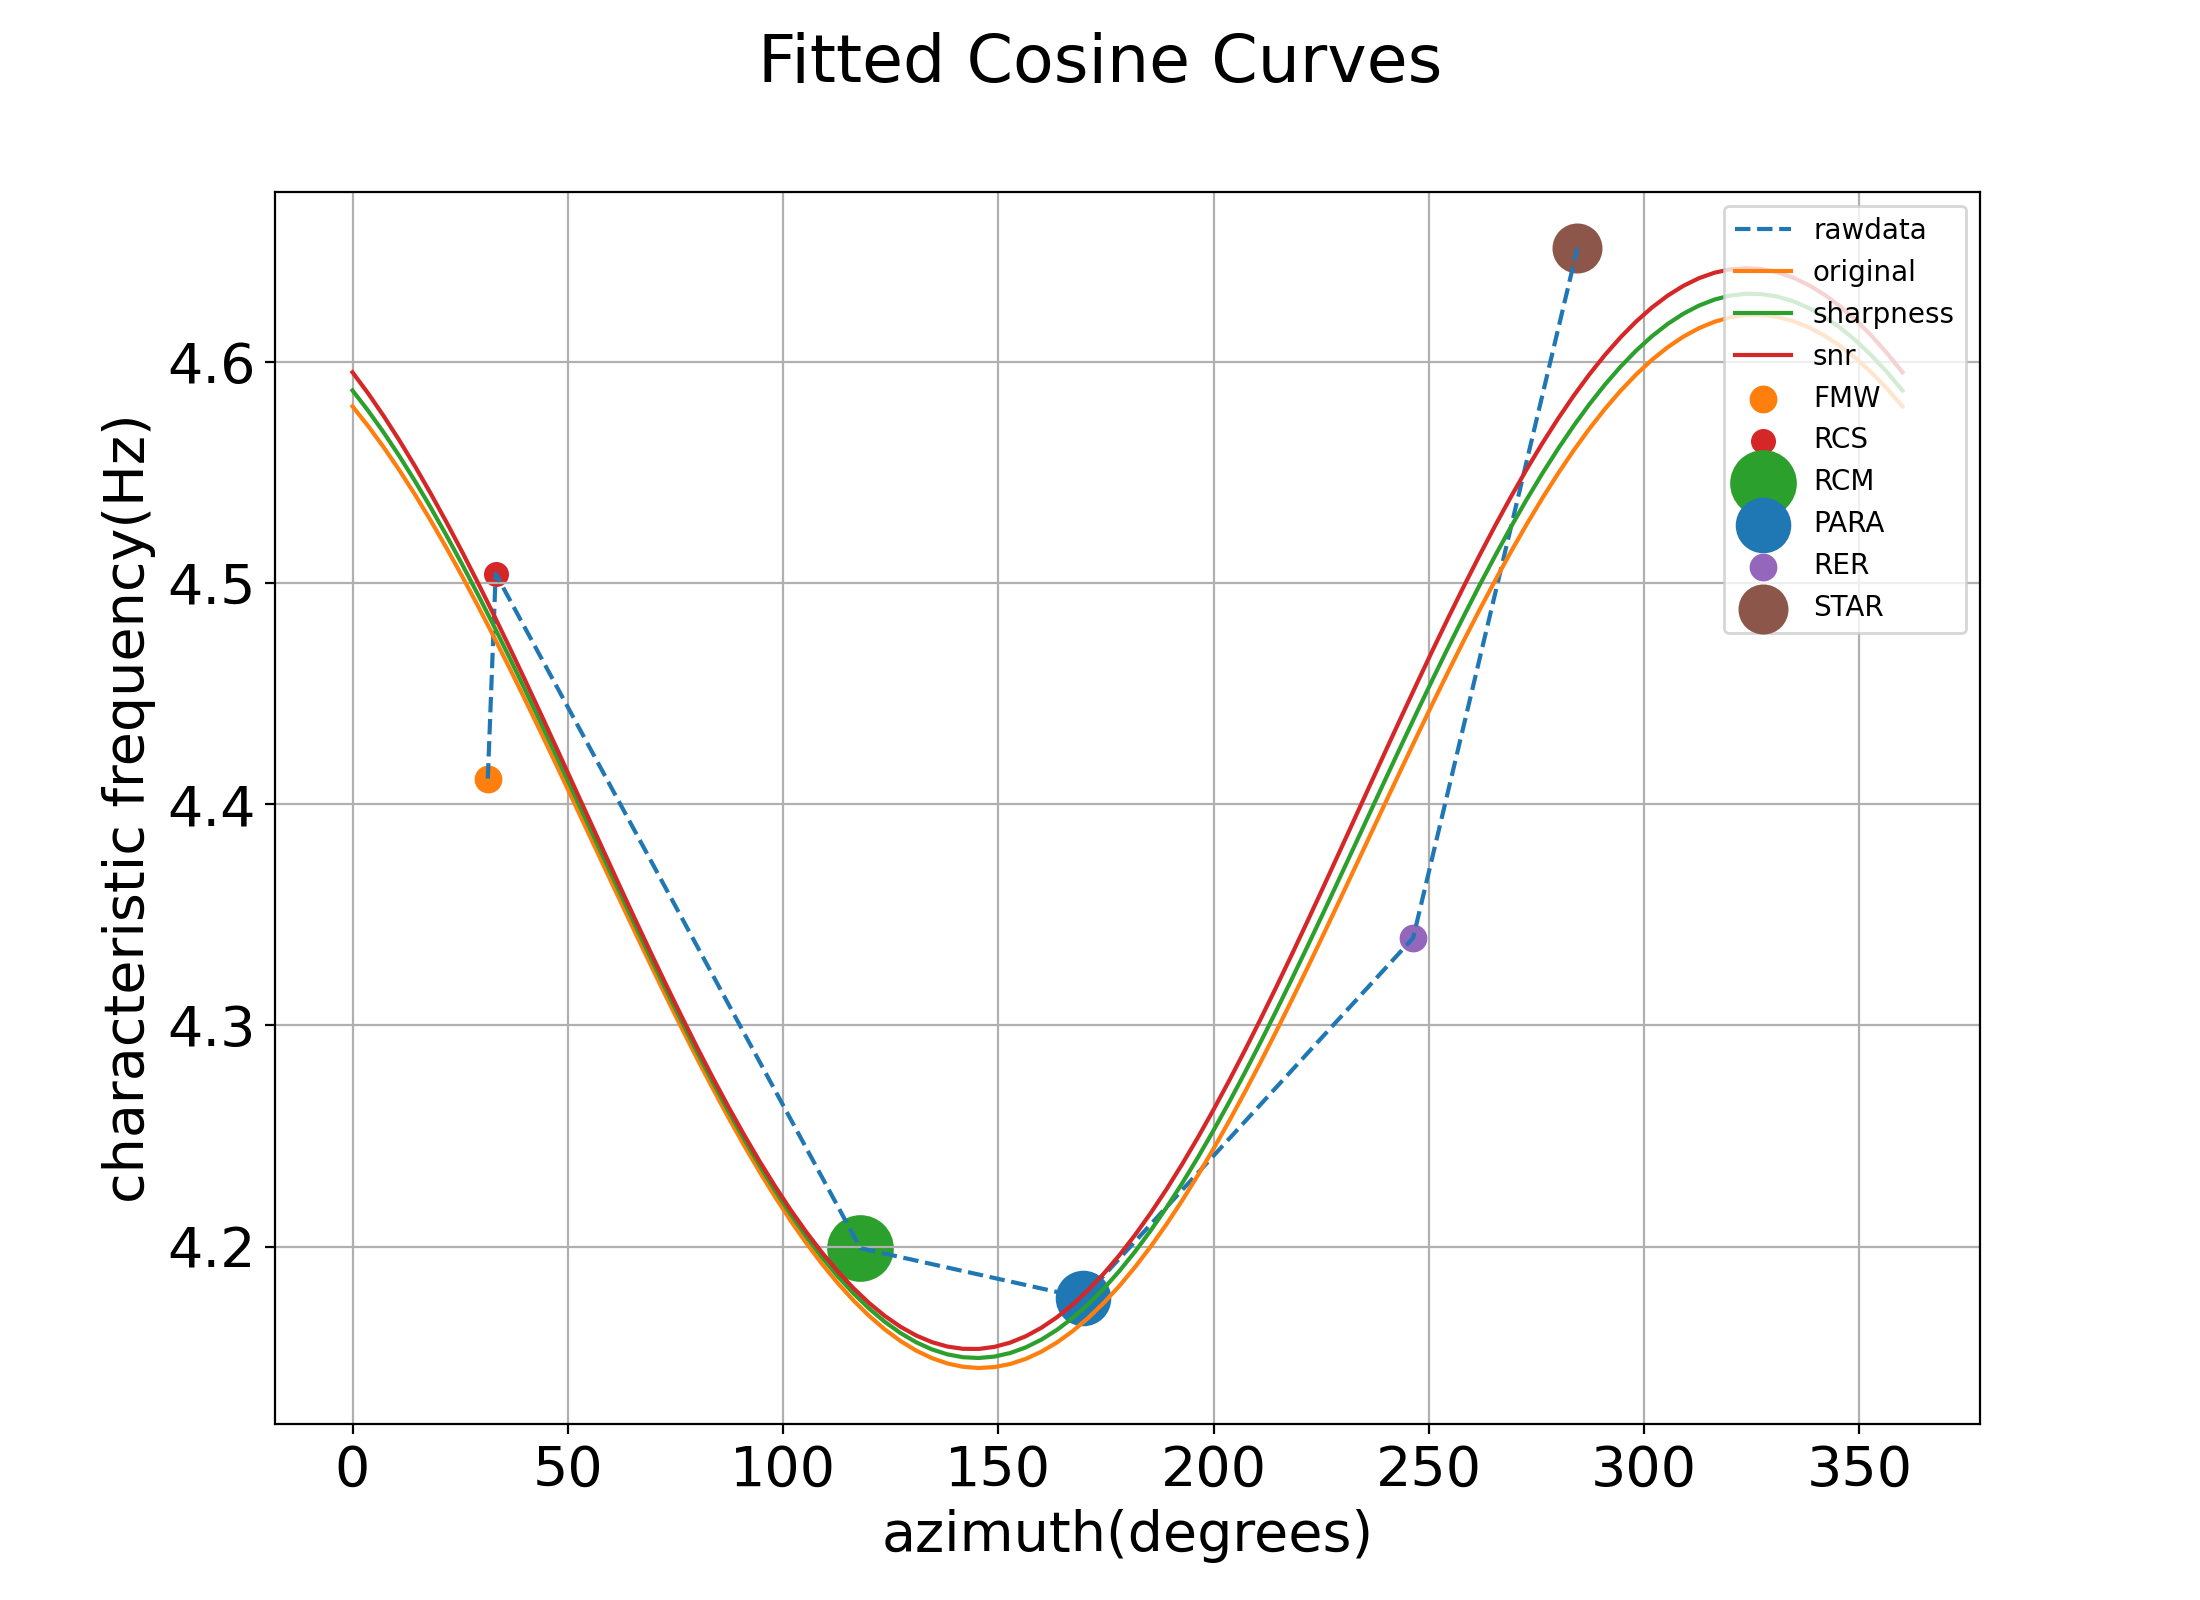 Fitted Cosine Curves
characteristic frequency(Hz)
4.6
4.5
4.4
4.3
4.2
rawdata
original
sharpness
snr
FMW
RCS
RCM
PARA
RER
STAR
0 50 100 150 200 250 300 350
azimuth(degrees)